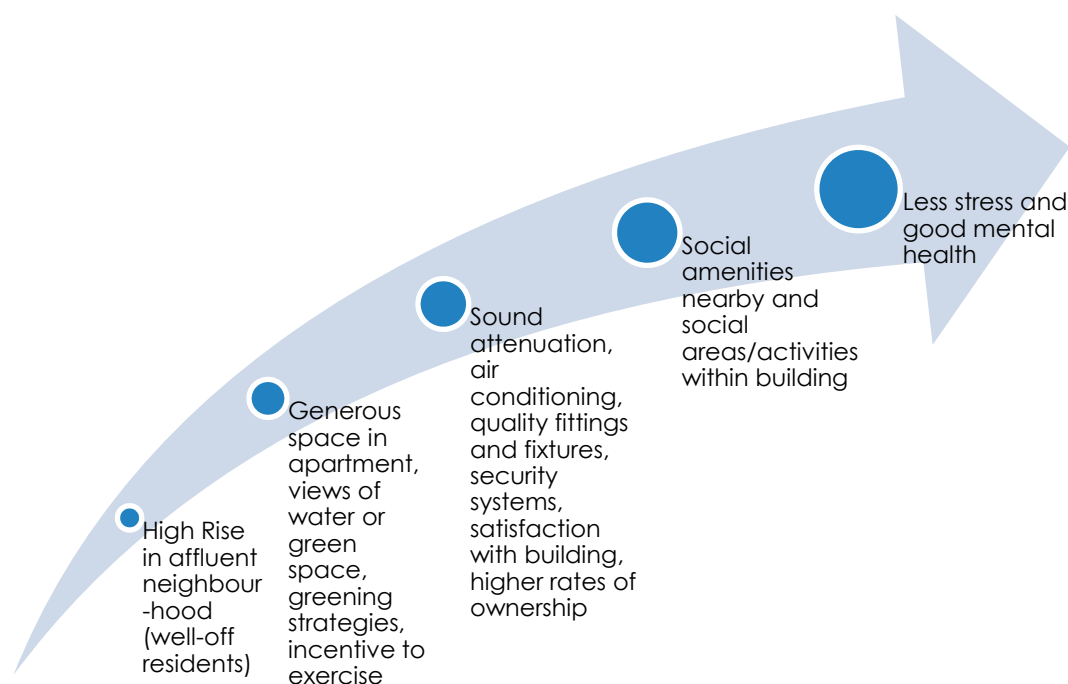 High Rise
in affluent
neighbour
-hood
(well-off
residents)
Generous
space in
apartment,
views of
water or
green
space,
greening
strategies,
incentive to
exercise
Sound
attenuation,
air
conditioning,
quality fittings
and fixtures,
security
systems,
satisfaction
with building,
higher rates of
ownership
Social
amenities
nearby and
social
areas/activities
within building
Less stress and
good mental
health